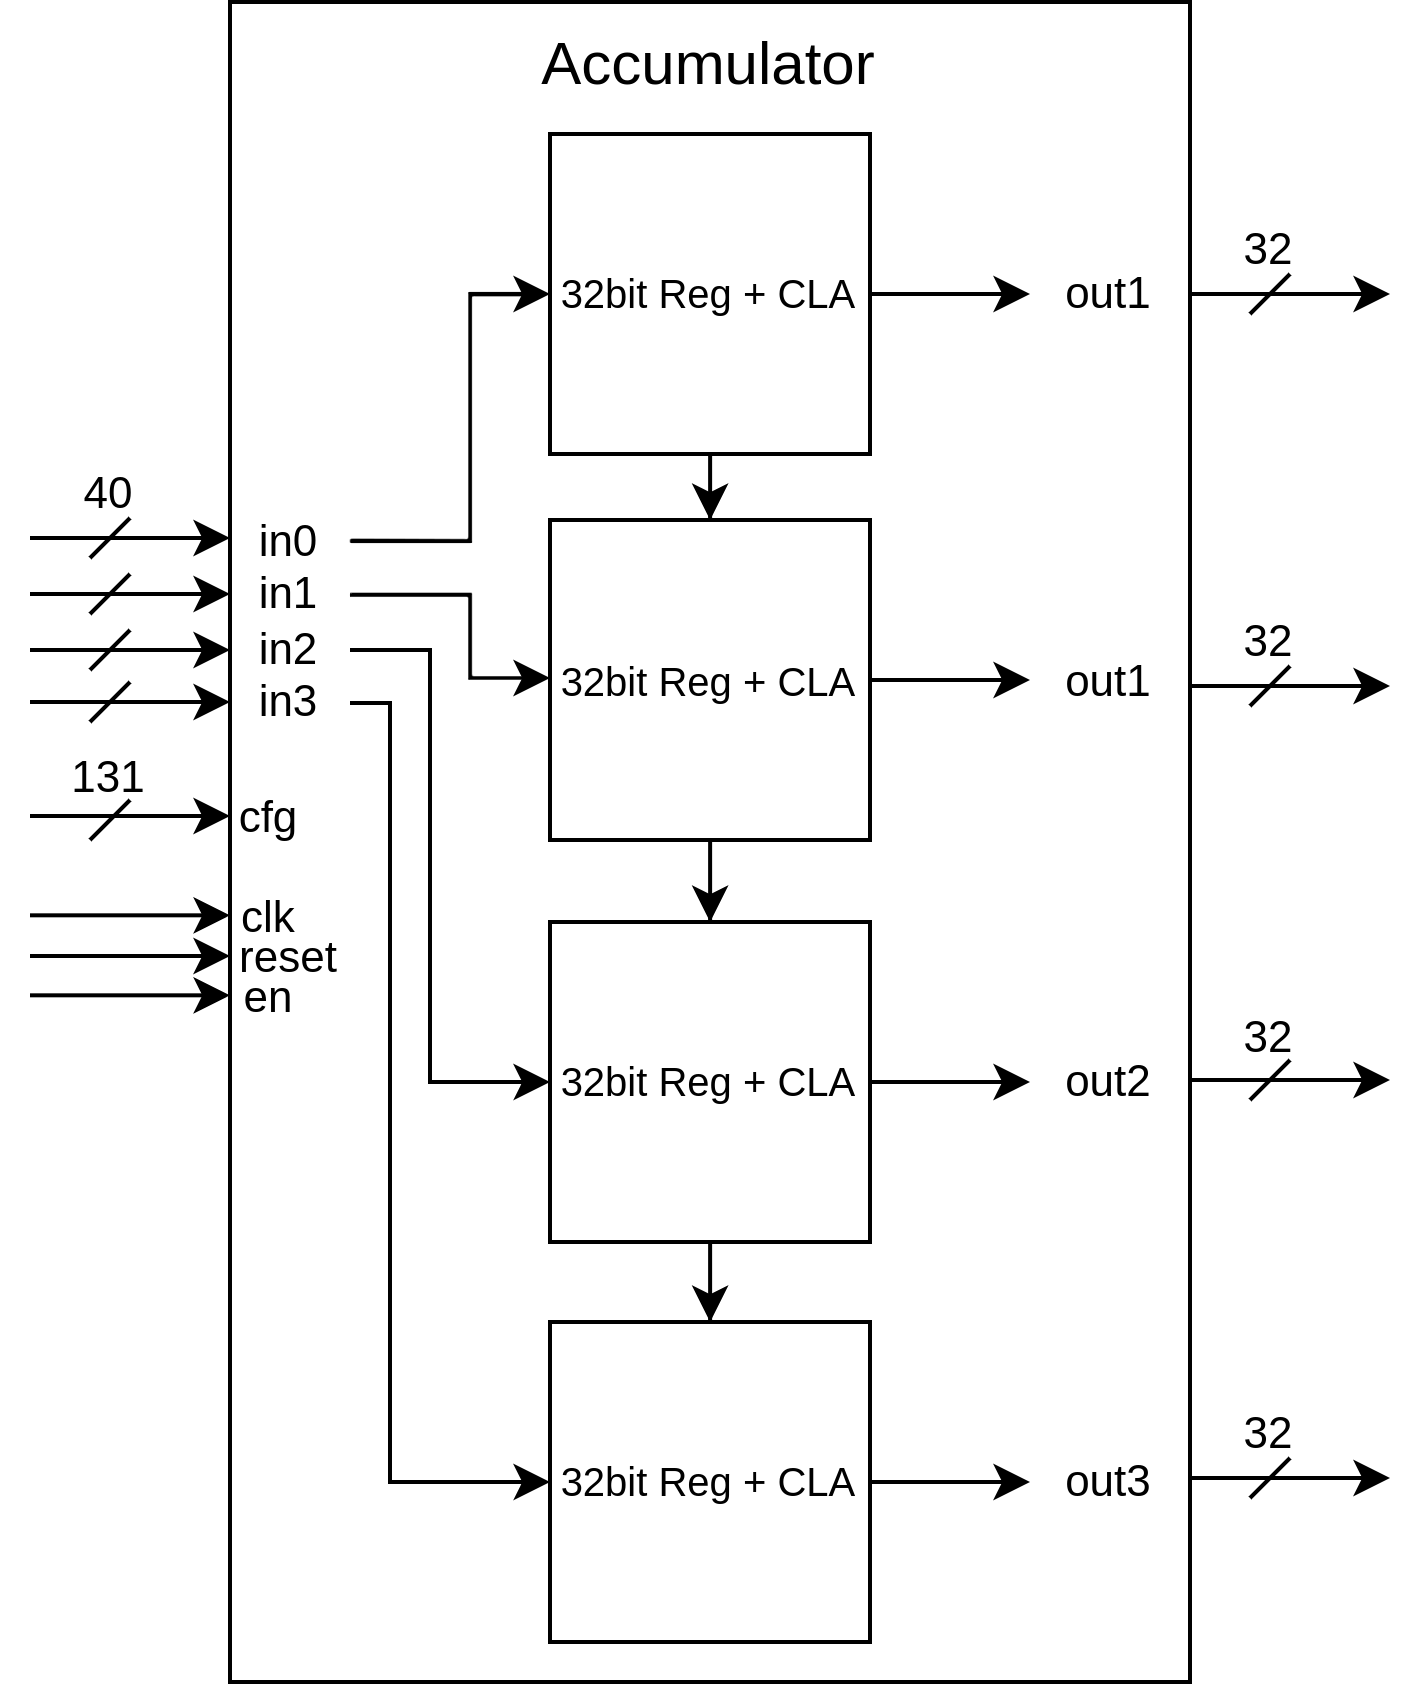 Accumulator
32
32bit Reg + CLA
out1
40
in0
in1
in2
in3
32
32bit Reg + CLA
out1
131
cfg
clk
reset
en
32
32bit Reg + CLA
out2
32
32bit Reg + CLA
out3